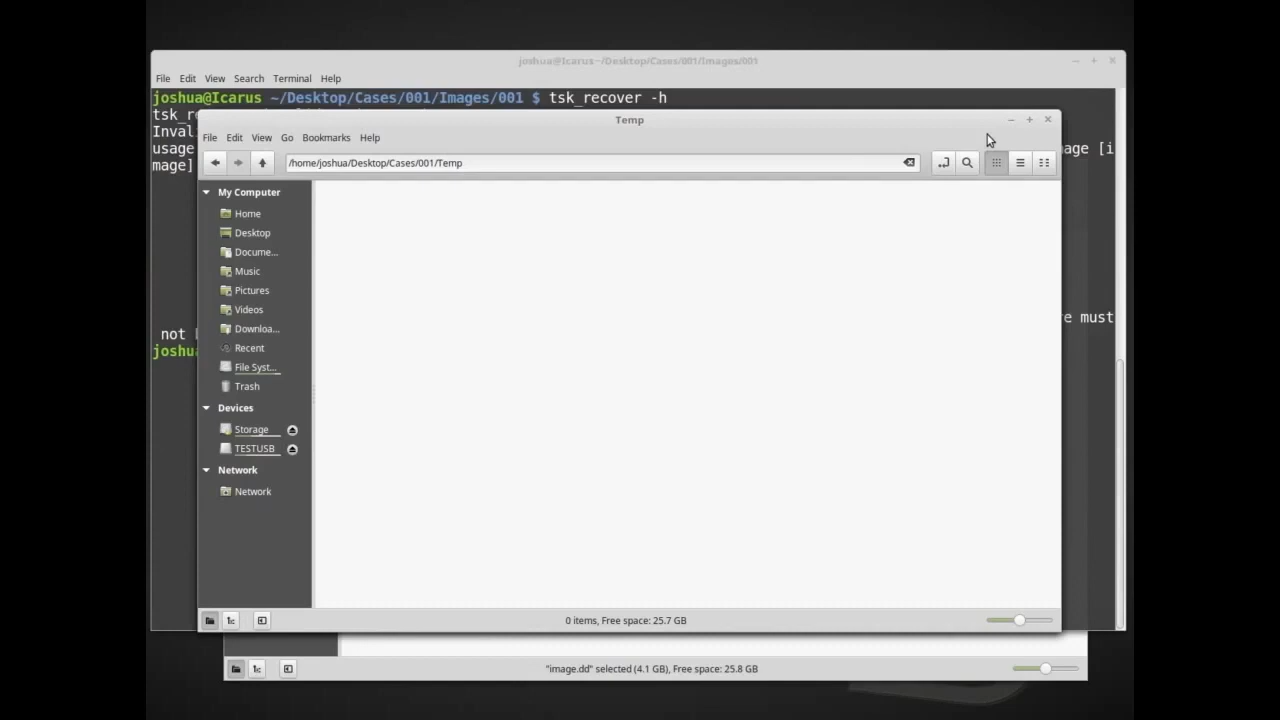 joshua@Icarus ~/Desktop/Cases/001/Images/001
File Edit View Search Terminal Help
joshua@Icarus ~/Desktop/Cases/001/Images/001 $ tsk_recover -h
tsk_re
Inval
usage age [i
mage]
e must
not
joshua
Temp
File Edit View Go Bookmarks Help
/home/joshua/Desktop/Cases/001/Temp
My Computer
Home
Desktop
Docume...
Music
Pictures
Videos
Downloa...
Recent
File Syst...
Trash
Devices
Storage
TESTUSB
Network
Network
0 items, Free space: 25.7 GB
"image.dd" selected (4.1 GB), Free space: 25.8 GB